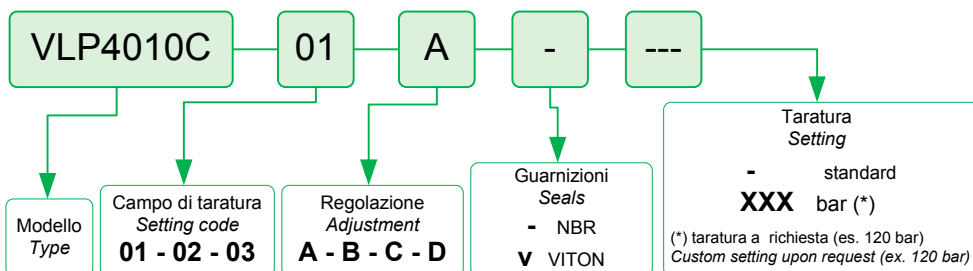 VLP4010C 01 A - ---
Modello
Type
Campo di taratura
Setting code
01 - 02 - 03
Regolazione
Adjustment
A - B - C - D
Guarnizioni
Seals
- NBR
V VITON
Taratura
Setting
- standard
XXX bar (*)
(*) taratura a richiesta (es. 120 bar)
Custom setting upon request (ex. 120 bar)